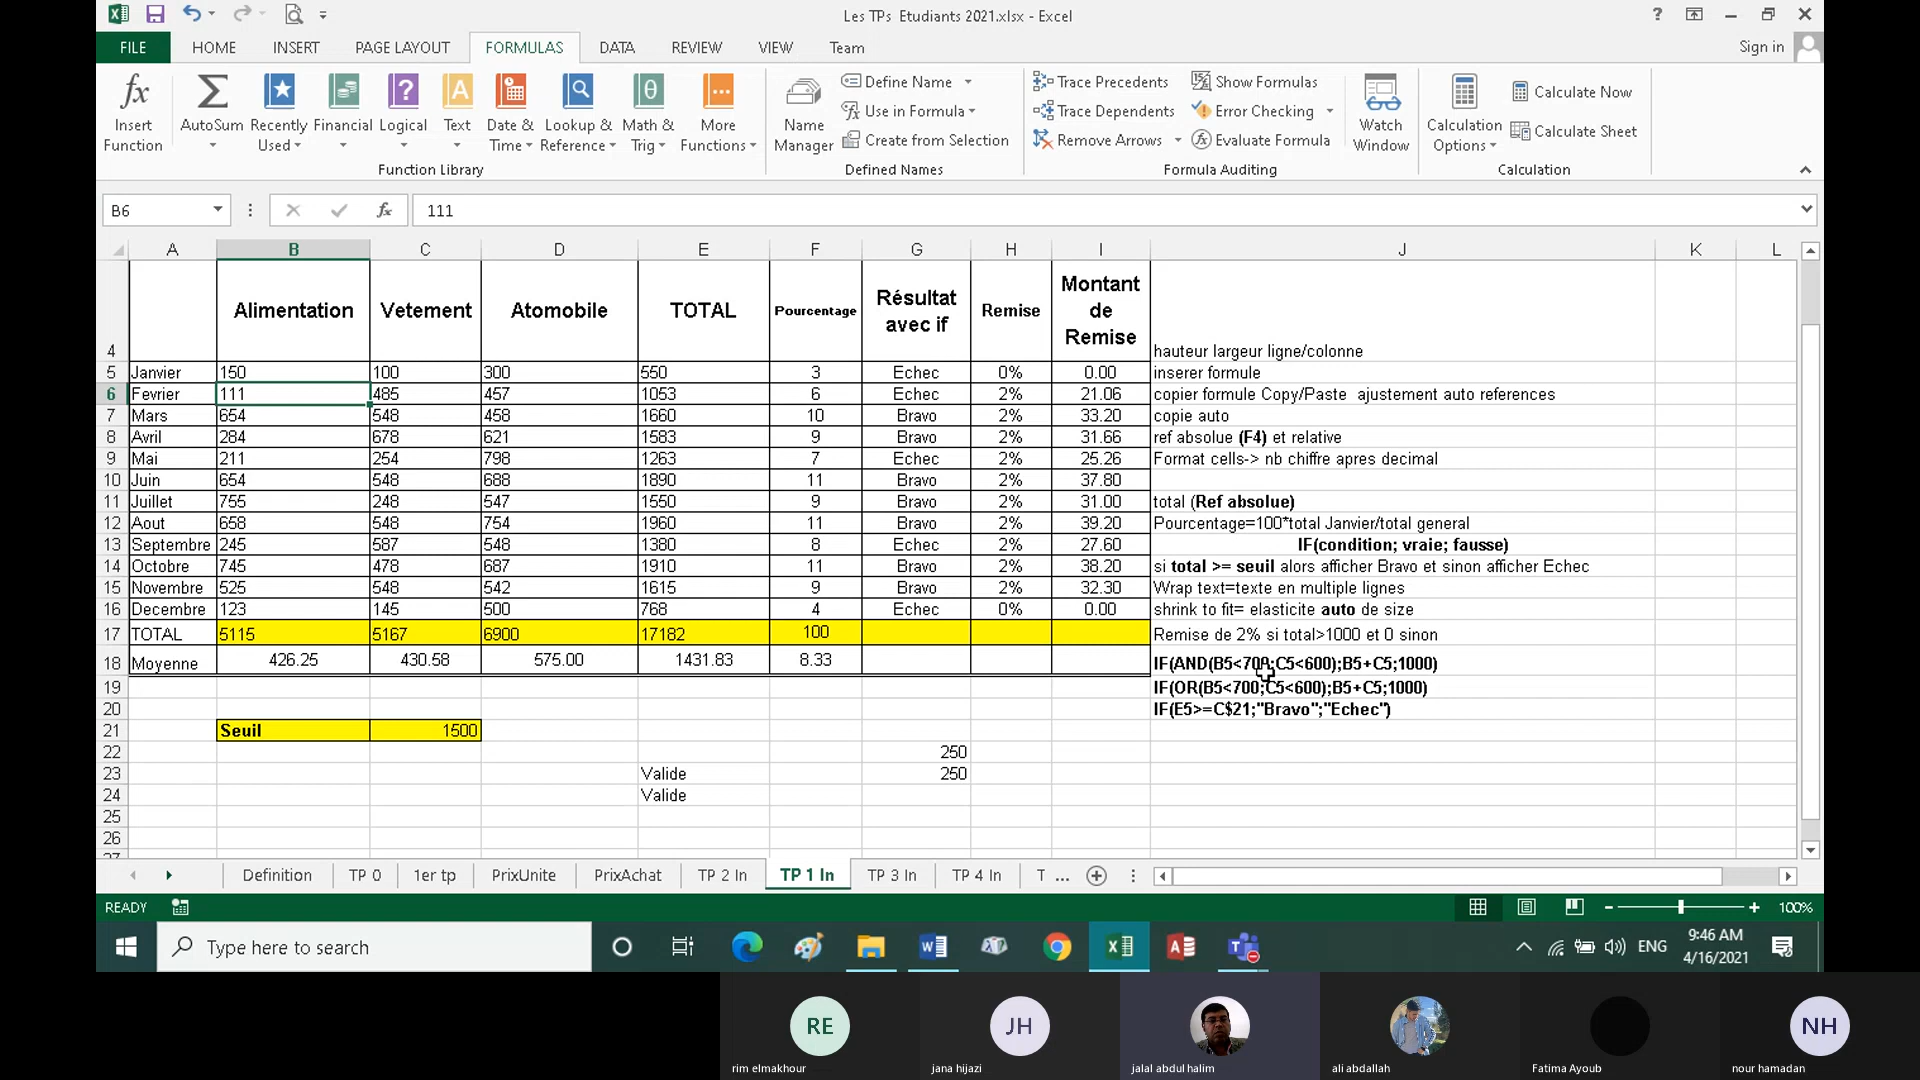 Les TPs Etudiants 2021.xlsx - Excel
FILE HOME INSERT PAGE LAYOUT FORMULAS DATA REVIEW VIEW Team Sign in
Insert Function AutoSum Recently Used Financial Logical Text Date & Time Lookup & Reference Math & Trig More Functions
Function Library
Name Manager Define Name Use in Formula Create from Selection
Defined Names
Trace Precedents Trace Dependents Remove Arrows Show Formulas Error Checking Evaluate Formula
Formula Auditing
Watch Window
Calculation Options Calculate Now Calculate Sheet
Calculation
B6 fx 111
A B C D E F G H I J K L
4 Alimentation Vetement Atomobile TOTAL Pourcentage Résultat avec if Remise Montant de Remise hauteur largeur ligne/colonne
5 Janvier 150 100 300 550 3 Echec 0% 0.00 inserer formule
6 Fevrier 111 485 457 1053 6 Echec 2% 21.06 copier formule Copy/Paste ajustement auto references
7 Mars 654 548 458 1660 10 Bravo 2% 33.20 copie auto
8 Avril 284 678 621 1583 9 Bravo 2% 31.66 ref absolue (F4) et relative
9 Mai 211 254 798 1263 7 Echec 2% 25.26 Format cells-> nb chiffre apres decimal
10 Juin 654 548 688 1890 11 Bravo 2% 37.80
11 Juillet 755 248 547 1550 9 Bravo 2% 31.00 total (Ref absolue)
12 Aout 658 548 754 1960 11 Bravo 2% 39.20 Pourcentage=100*total Janvier/total general
13 Septembre 245 587 548 1380 8 Echec 2% 27.60 IF(condition; vraie; fausse)
14 Octobre 745 478 687 1910 11 Bravo 2% 38.20 si total >= seuil alors afficher Bravo et sinon afficher Echec
15 Novembre 525 548 542 1615 9 Bravo 2% 32.30 Wrap text=texte en multiple lignes
16 Decembre 123 145 500 768 4 Echec 0% 0.00 shrink to fit= elasticite auto de size
17 TOTAL 5115 5167 6900 17182 100 Remise de 2% si total>1000 et 0 sinon
18 Moyenne 426.25 430.58 575.00 1431.83 8.33 IF(AND(B5<700;C5<600);B5+C5;1000)
19 IF(OR(B5<700;C5<600);B5+C5;1000)
20 IF(E5>=C$21;"Bravo";"Echec")
21 Seuil 1500
22 250
23 Valide 250
24 Valide
25
26
27
Definition TP 0 1er tp PrixUnite PrixAchat TP 2 In TP 1 In TP 3 In TP 4 In T ...
READY 100%
Type here to search ENG 9:46 AM
4/16/2021
RE JH NH
rim elmakhour jana hijazi jalal abdul halim ali abdallah Fatima Ayoub nour hamadan